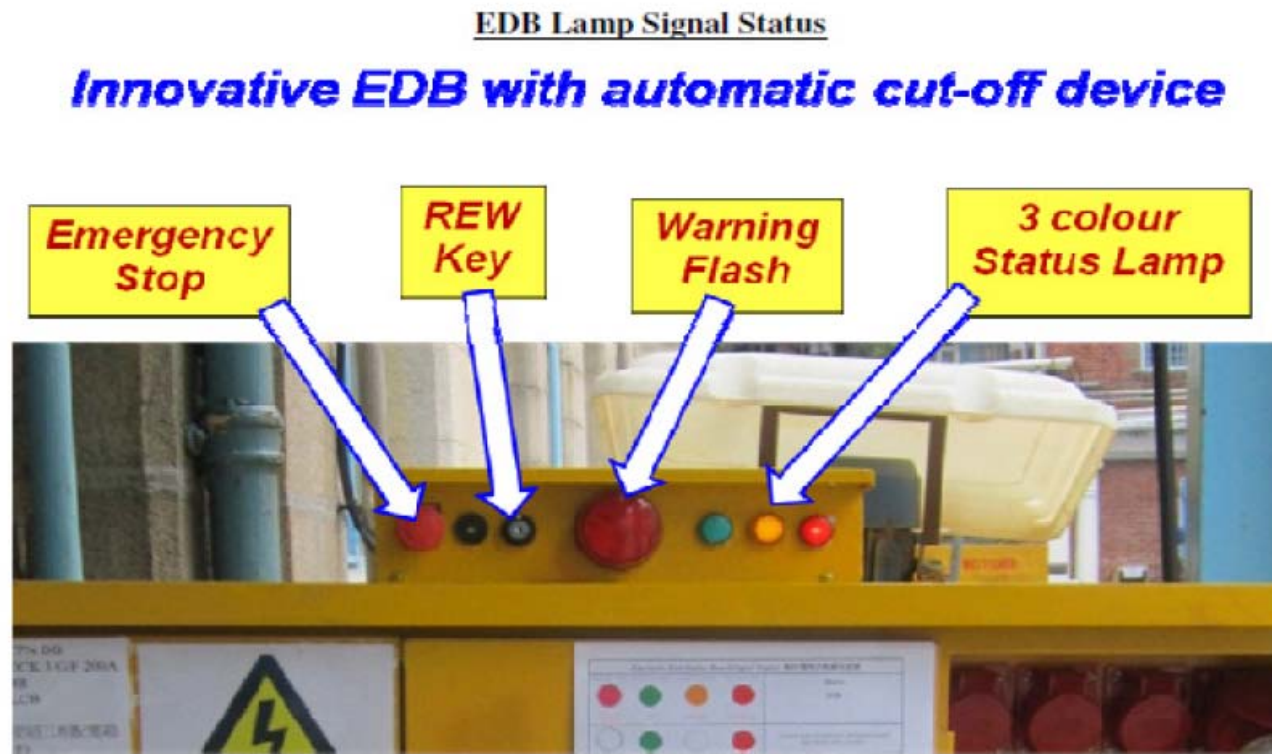 EDB Lamp Signal Status
Innovative EDB with automatic cut-off device
Emergency
Stop
REW
Key
Warning
Flash
3 colour
Status Lamp